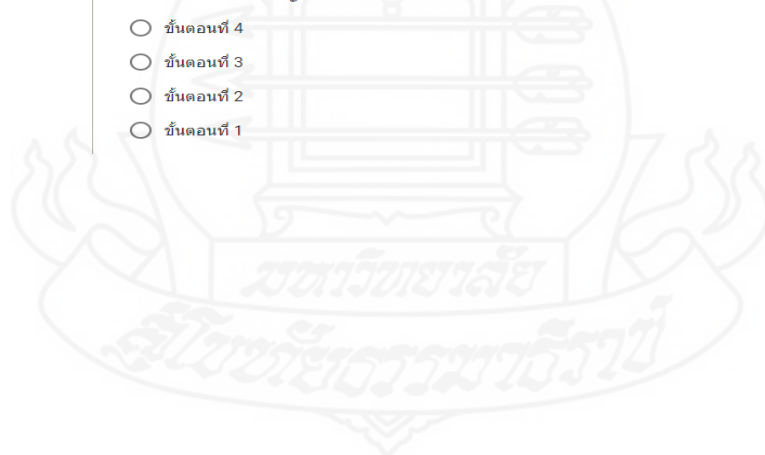 ขั้นตอนที่ 4
ขั้นตอนที่ 3
ขั้นตอนที่ 2
ขั้นตอนที่ 1
มหาวิทยาลัย
สุโขทัยธรรมาธิราช